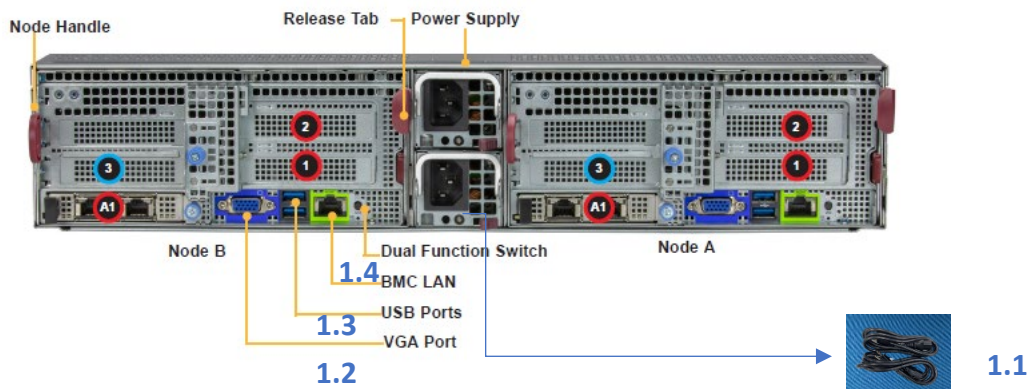 Release Tab
Power Supply
Node Handle
2
2
3
1
3
1
A1
A1
Node B
Node A
Dual Function Switch
1.4
BMC LAN
USB Ports
1.3
VGA Port
1.2
1.1